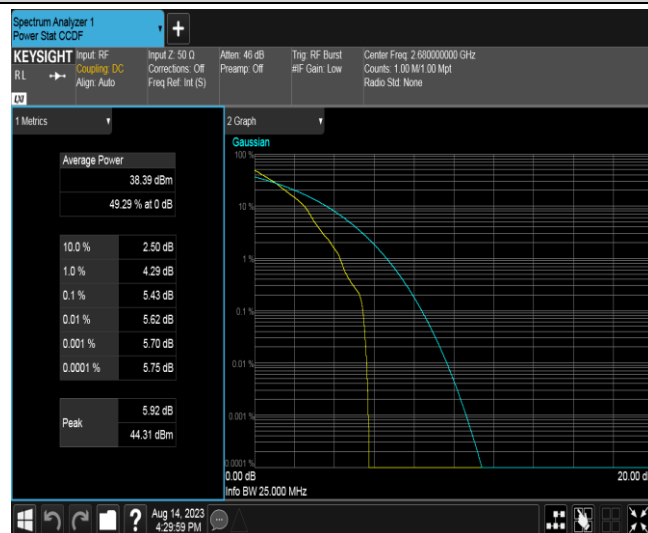 Spectrum Analyzer 1
Power Stat CCDF
+
KEYSIGHT
RL
LXI
Input: RF
Coupling: DC
Align: Auto
Input Z: 50 Ω
Corrections: Off
Freq Ref: Int (S)
Atten: 46 dB
Preamp: Off
Trig: RF Burst
#IF Gain: Low
Center Freq: 2.680000000 GHz
Counts: 1.00 M/1.00 Mpt
Radio Std: None
1 Metrics
Average Power
38.39 dBm
49.29 % at 0 dB
10.0 % 2.50 dB
1.0 % 4.29 dB
0.1 % 5.43 dB
0.01 % 5.62 dB
0.001 % 5.70 dB
0.0001 % 5.75 dB
Peak
5.92 dB
44.31 dBm
2 Graph
Gaussian
100 %
10 %
1 %
0.1 %
0.01 %
0.001 %
0.0001 %
0.00 dB
20.00 d
Info BW 25.000 MHz
?
Aug 14, 2023
4:29:59 PM